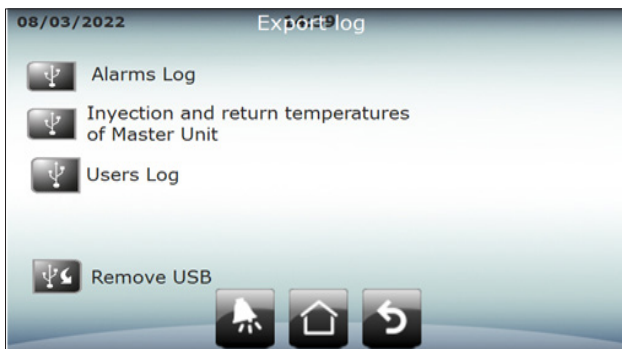 08/03/2022 Export log
Alarms Log
Inyection and return temperatures
of Master Unit
Users Log
Remove USB